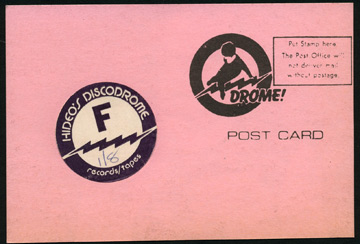 HIDEO'S DISCODROME
F
1/8
records/tapes
DROME!
Put Stamp here.
The Post Office will
not deliver mail
without postage.
POST CARD